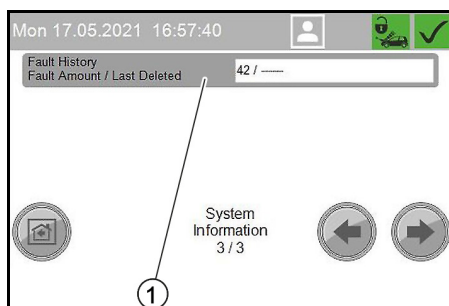 Mon 17.05.2021 16:57:40
Fault History
Fault Amount / Last Deleted
42 / -------
System
Information
3 / 3
1